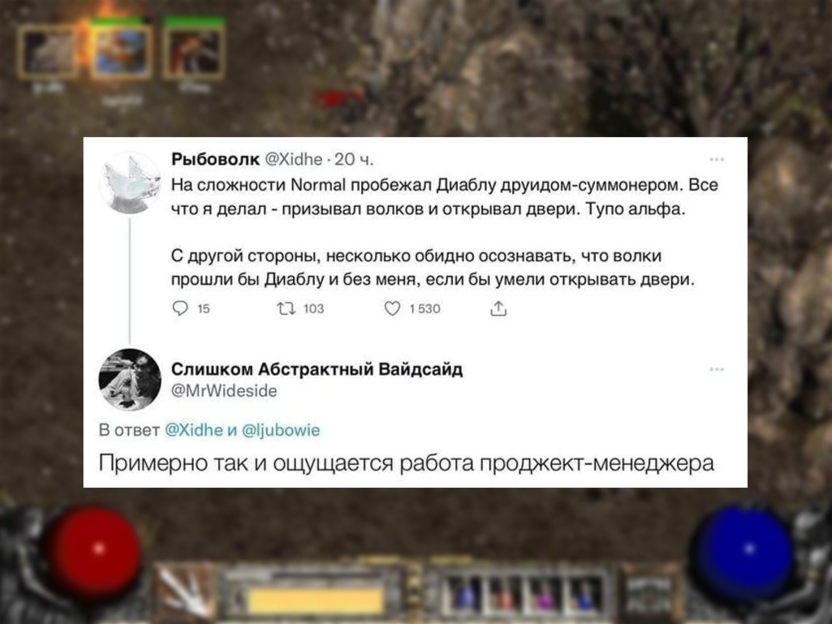 Рыбоволк @Xidhe · 20 ч.
На сложности Normal пробежал Диаблу друидом-суммонером. Все
что я делал - призывал волков и открывал двери. Тупо альфа.
С другой стороны, несколько обидно осознавать, что волки
прошли бы Диаблу и без меня, если бы умели открывать двери.
15 103 1 530
Слишком Абстрактный Вайдсайд
@MrWideside
В ответ @Xidhe и @ljubowie
Примерно так и ощущается работа проджект-менеджера